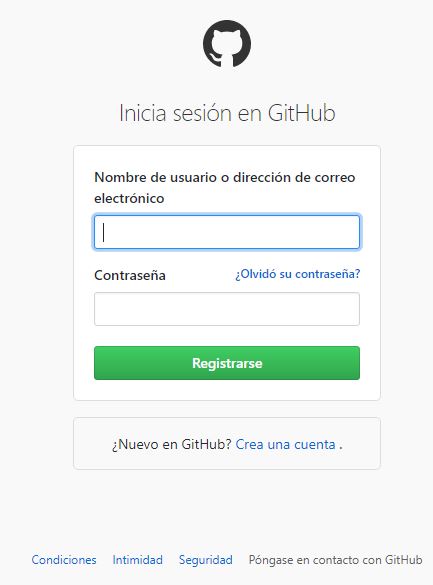 Inicia sesión en GitHub
Nombre de usuario o dirección de correo
electrónico
Contraseña ¿Olvidó su contraseña?
Registrarse
¿Nuevo en GitHub? Crea una cuenta .
Condiciones Intimidad Seguridad Póngase en contacto con GitHub